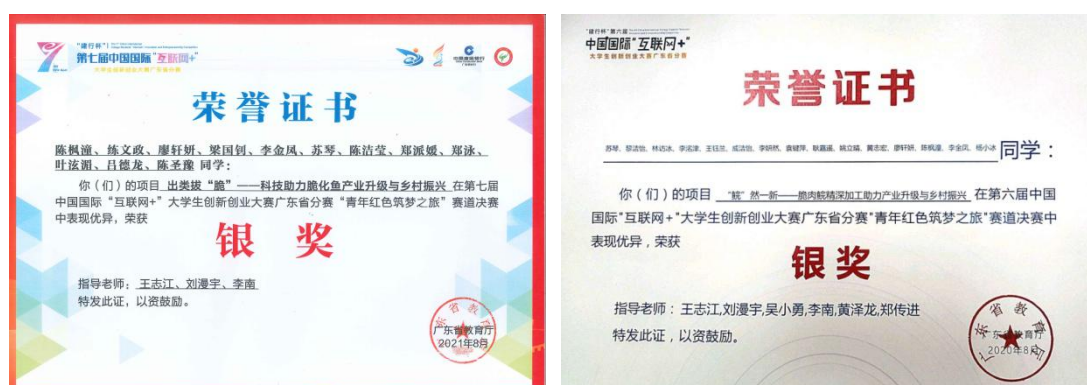 "建行杯"
第七届中国国际"互联网+"
大学生创新创业大赛广东省分赛
荣誉证书
陈枫潼、练文政、廖轩妍、梁国钊、李金凤、苏琴、陈洁莹、郑派媛、郑泳、
叶泫湄、吕德龙、陈圣豫 同学:
你(们)的项目 出类拔"脆"——科技助力脆化鱼产业升级与乡村振兴 在第七届
中国国际"互联网+"大学生创新创业大赛广东省分赛"青年红色筑梦之旅"赛道决赛
中表现优异,荣获
银 奖
指导老师: 王志江、刘漫宇、李南
特发此证,以资鼓励。
广东省教育厅
2021年8月
"建行杯"第六届
中国国际"互联网+"
大学生创新创业大赛广东省分赛
荣誉证书
同学:
你(们)的项目 "鲩"然一新——脆肉鲩精深加工助力产业升级与乡村振兴 在第六届中国
国际"互联网+"大学生创新创业大赛广东省分赛"青年红色筑梦之旅"赛道决赛中
表现优异,荣获
银奖
指导老师:王志江,刘漫宇,吴小勇,李南,黄泽龙,郑传进
特发此证,以资鼓励。
广东省教育厅
2020年8月